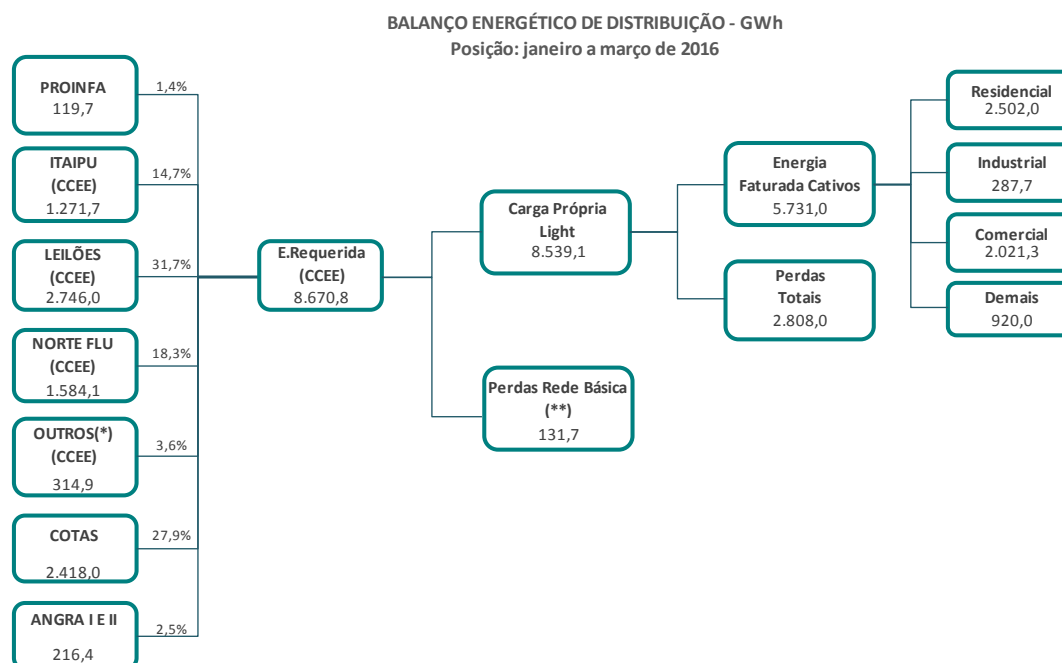 BALANÇO ENERGÉTICO DE DISTRIBUIÇÃO - GWh
Posição: janeiro a março de 2016
PROINFA
119,7
1,4%
ITAIPU
(CCEE)
1.271,7
14,7%
LEILÕES
(CCEE)
2.746,0
31,7%
NORTE FLU
(CCEE)
1.584,1
18,3%
OUTROS(*)
(CCEE)
314,9
3,6%
COTAS
2.418,0
27,9%
ANGRA I E II
216,4
2,5%
E.Requerida
(CCEE)
8.670,8
Carga Própria
Light
8.539,1
Perdas Rede Básica
(**)
131,7
Energia
Faturada Cativos
5.731,0
Perdas
Totais
2.808,0
Residencial
2.502,0
Industrial
287,7
Comercial
2.021,3
Demais
920,0